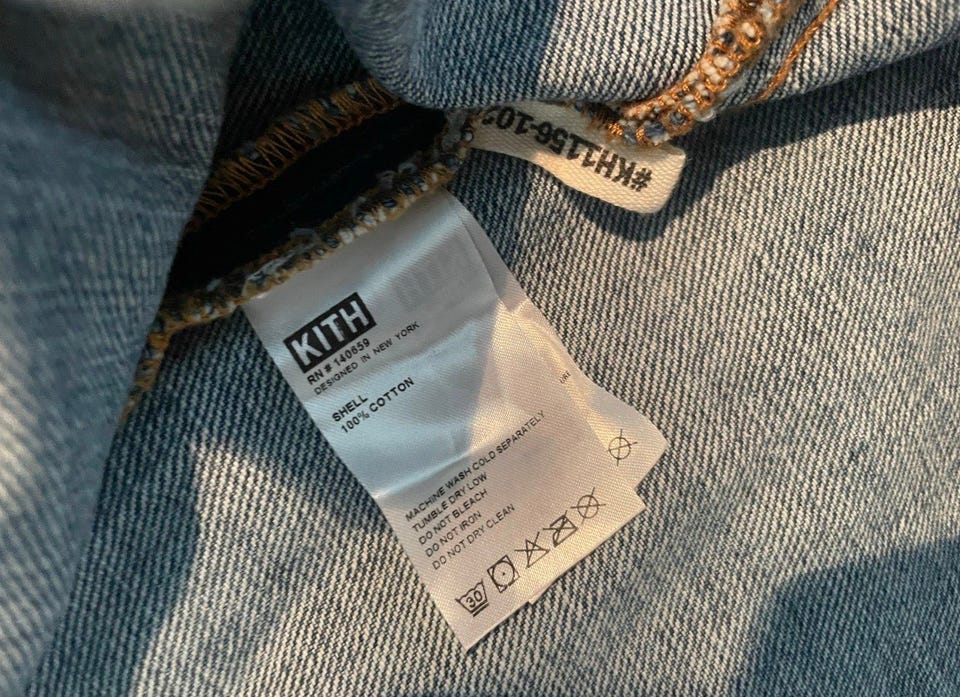 #KH1156-10
KITH
RN # 140659
DESIGNED IN NEW YORK
SHELL
100% COTTON
MACHINE WASH COLD SEPARATELY
TUMBLE DRY LOW
DO NOT BLEACH
DO NOT IRON
DO NOT DRY CLEAN
30